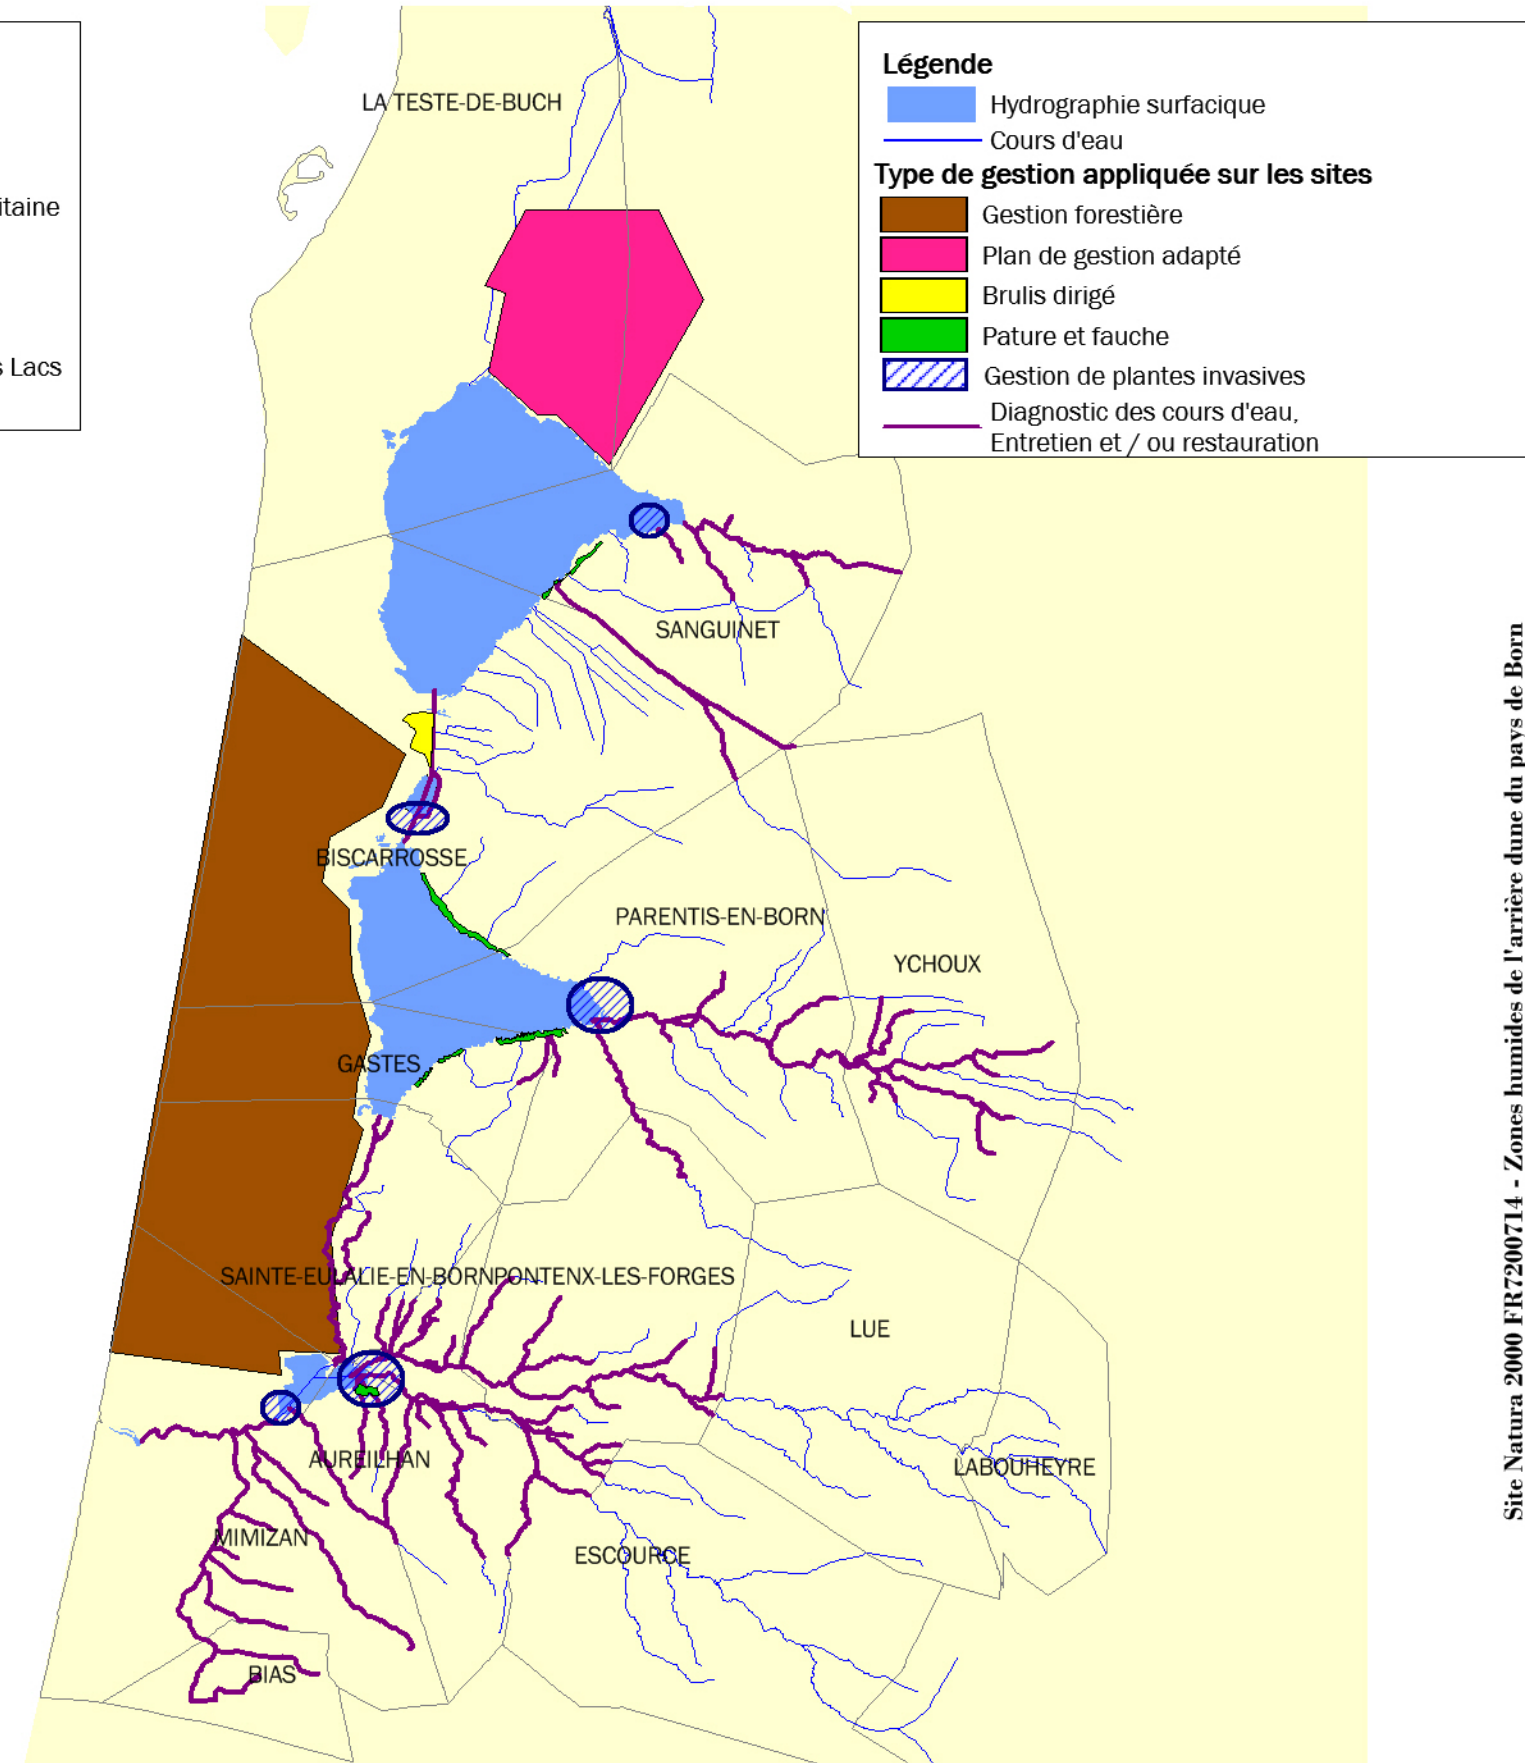 itaine
s Lacs
Légende
Hydrographie surfacique
Cours d'eau
Type de gestion appliquée sur les sites
Gestion forestière
Plan de gestion adapté
Brulis dirigé
Pature et fauche
Gestion de plantes invasives
Diagnostic des cours d'eau,
Entretien et / ou restauration
LA TESTE-DE-BUCH
SANGUINET
BISCARROSSE
PARENTIS-EN-BORN
YCHOUX
GASTES
SAINTE-EULALIE-EN-BORN
PONTENX-LES-FORGES
LUE
AUREILHAN
LABOUHEYRE
MIMIZAN
ESCOURCE
BIAS
Site Natura 2000 FR7200714 - Zones humides de l'arrière dune du pays de Born